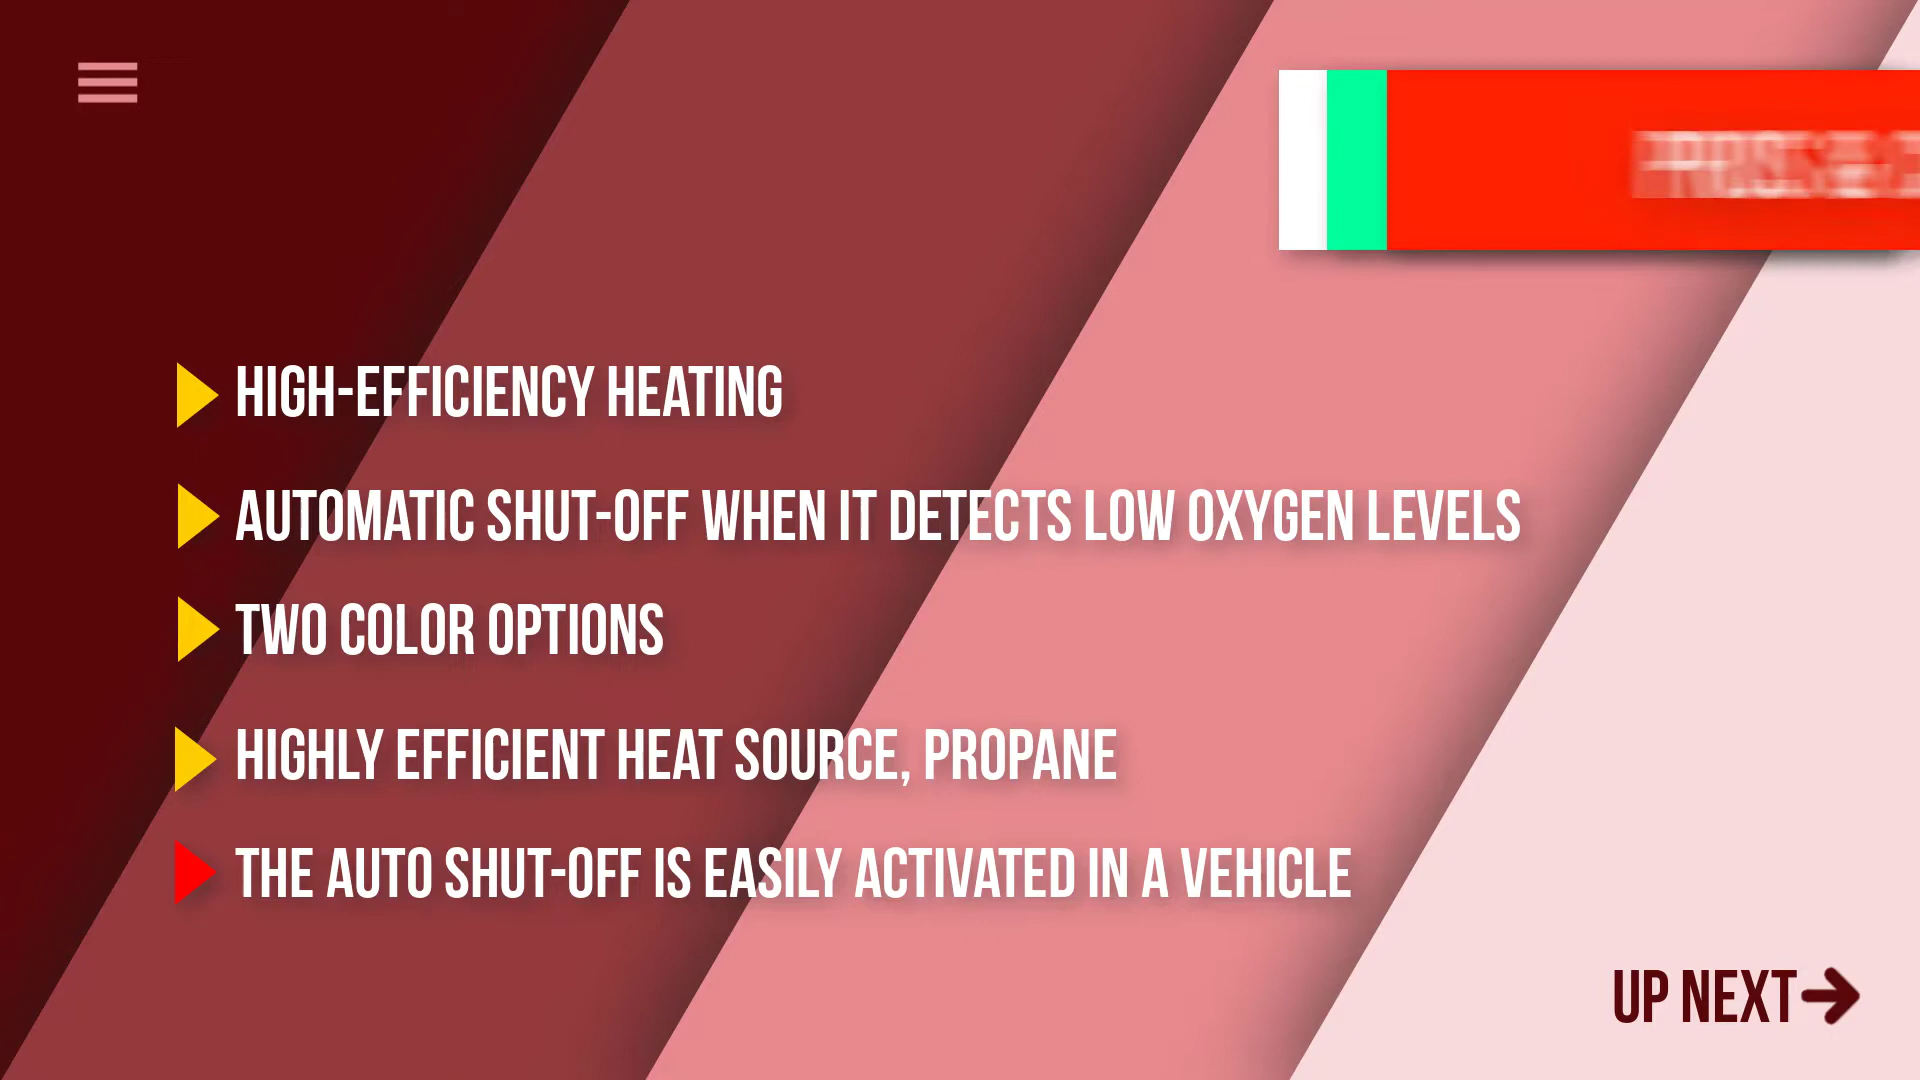 HIGH-EFFICIENCY HEATING
AUTOMATIC SHUT-OFF WHEN IT DETECTS LOW OXYGEN LEVELS
TWO COLOR OPTIONS
HIGHLY EFFICIENT HEAT SOURCE, PROPANE
THE AUTO SHUT-OFF IS EASILY ACTIVATED IN A VEHICLE
UP NEXT